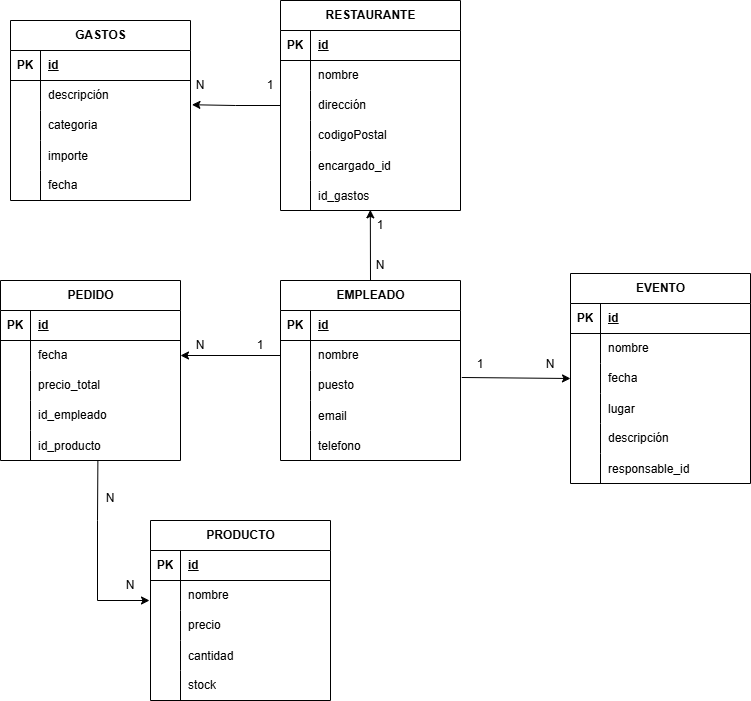 RESTAURANTE
PK id
nombre
dirección
codigoPostal
encargado_id
id_gastos
GASTOS
PK id
descripción
categoria
importe
fecha
N 1
1
N
PEDIDO
PK id
fecha
precio_total
id_empleado
id_producto
N 1
EMPLEADO
PK id
nombre
puesto
email
telefono
1 N
EVENTO
PK id
nombre
fecha
lugar
descripción
responsable_id
N
N
PRODUCTO
PK id
nombre
precio
cantidad
stock